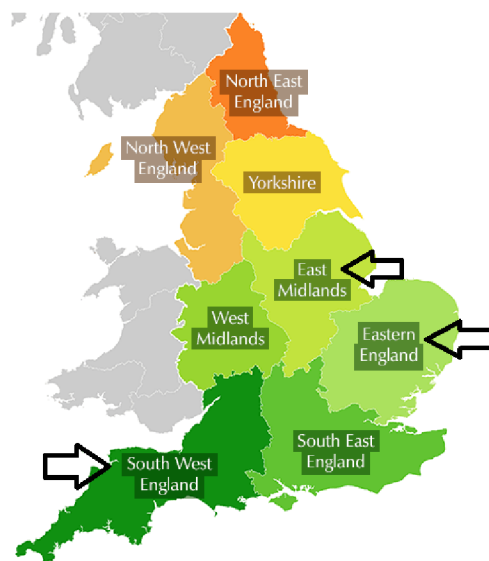 North East
England
North West
England
Yorkshire
East
Midlands
West
Midlands
Eastern
England
South East
England
South West
England